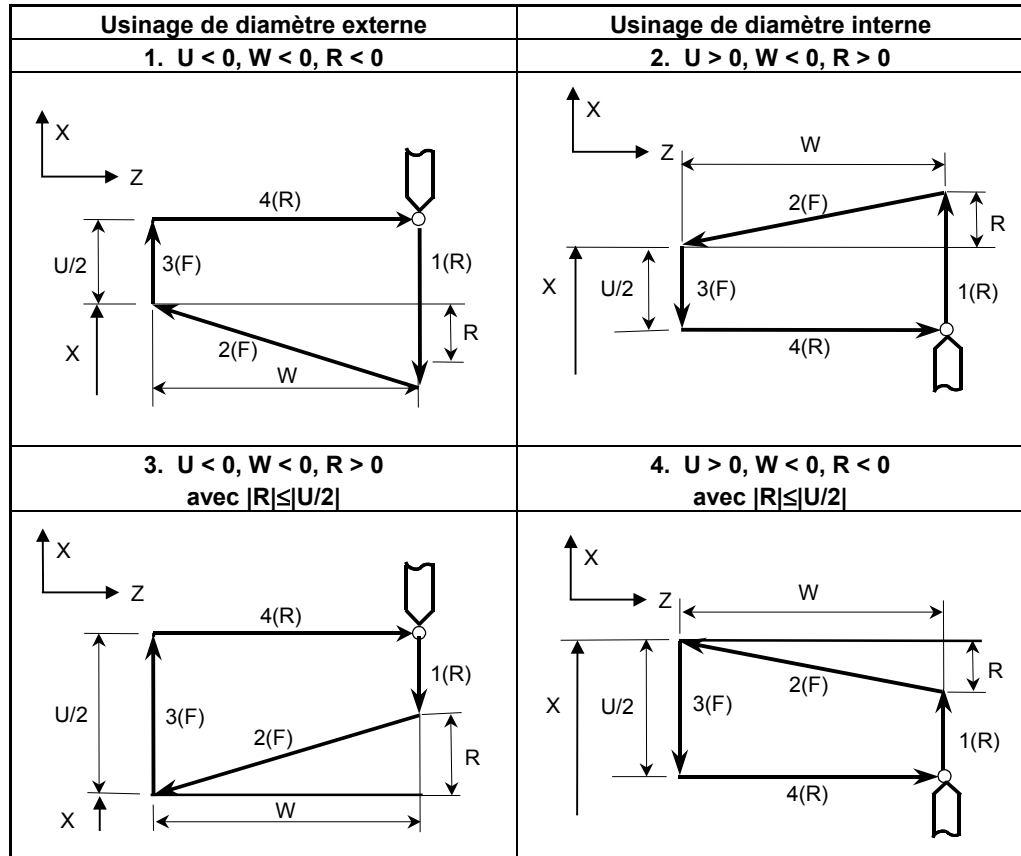 Usinage de diamètre externe
Usinage de diamètre interne
1. U < 0, W < 0, R < 0
2. U > 0, W < 0, R > 0
X
Z
4(R)
U/2
3(F)
1(R)
2(F)
R
X
W
X
Z
W
2(F)
R
X
U/2
3(F)
1(R)
4(R)
3. U < 0, W < 0, R > 0
avec |R|≤|U/2|
4. U > 0, W < 0, R < 0
avec |R|≤|U/2|
X
Z
4(R)
1(R)
U/2
3(F)
2(F)
R
X
W
X
Z
W
R
2(F)
X
U/2
3(F)
1(R)
4(R)